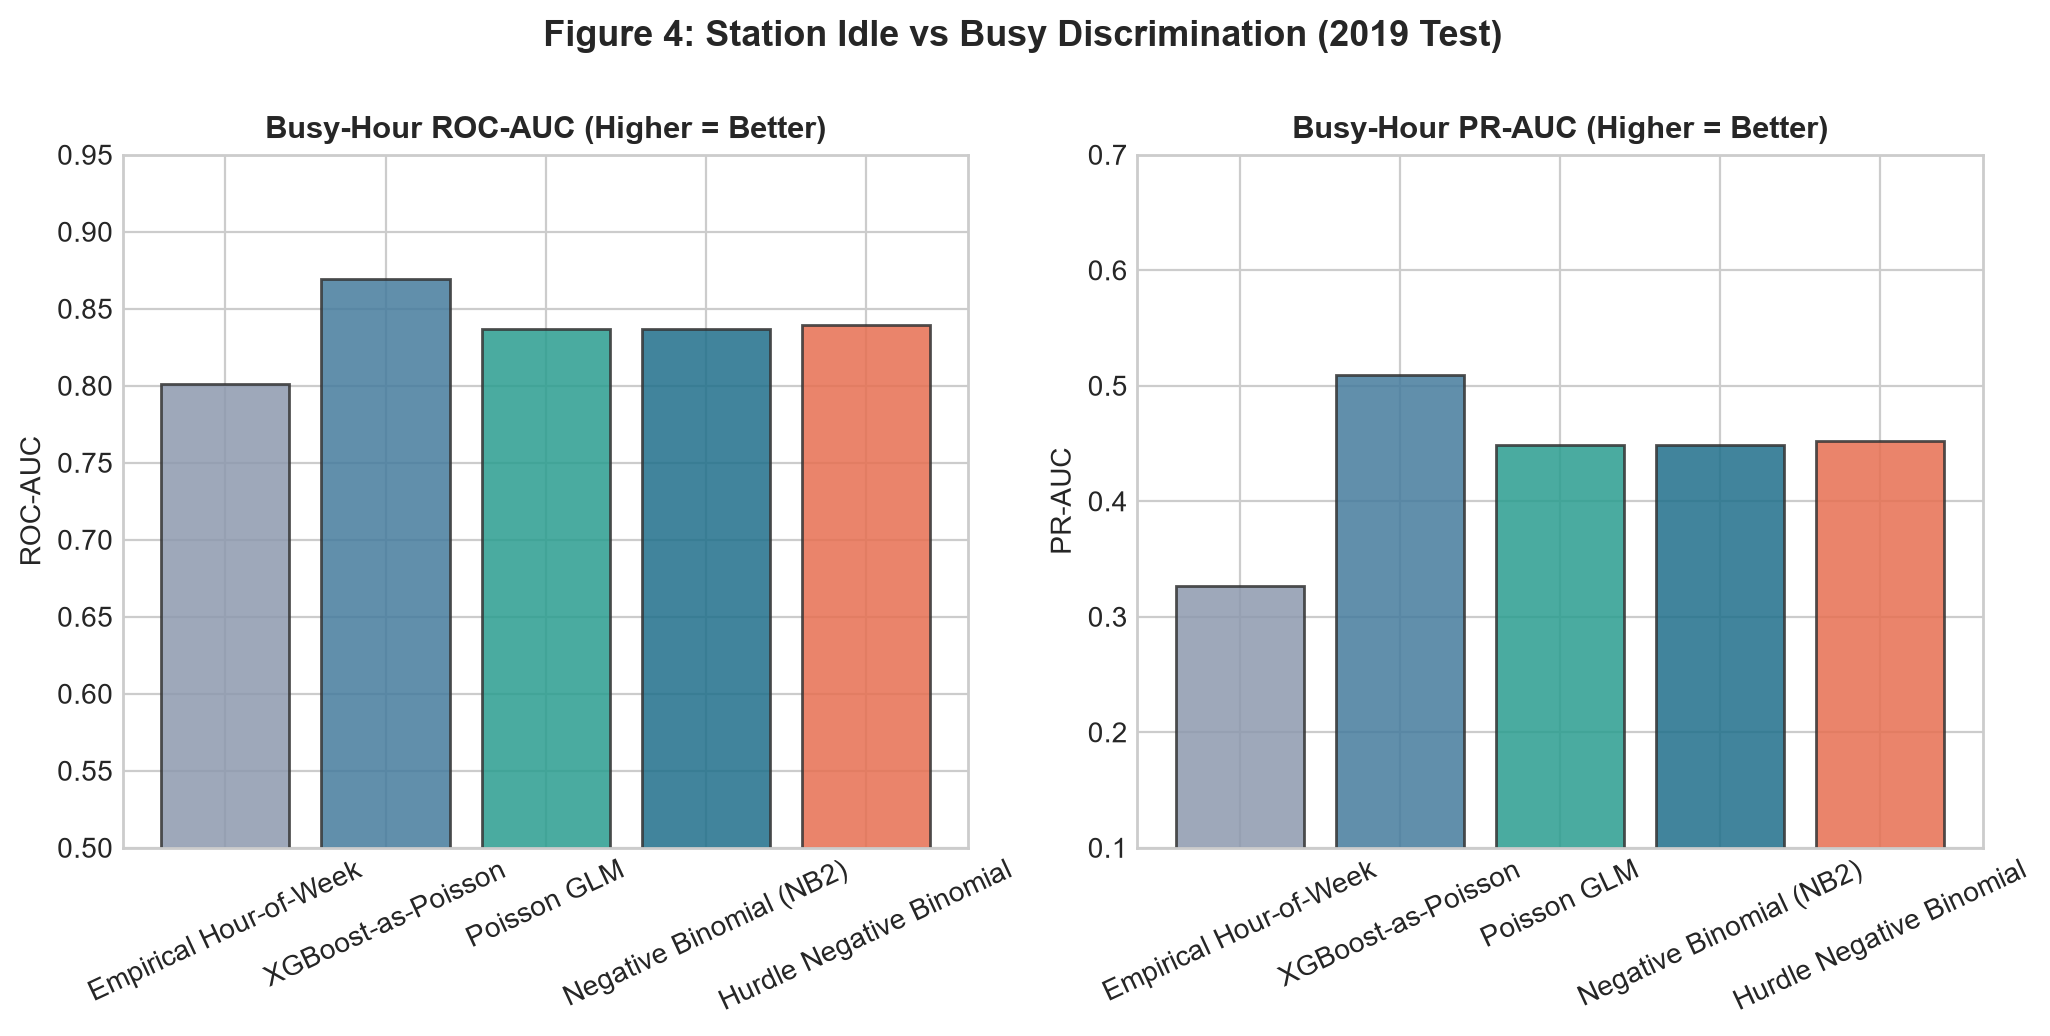 Figure 4: Station Idle vs Busy Discrimination (2019 Test)
Busy-Hour ROC-AUC (Higher = Better)
ROC-AUC
0.95
0.90
0.85
0.80
0.75
0.70
0.65
0.60
0.55
0.50
Empirical Hour-of-Week
XGBoost-as-Poisson
Poisson GLM
Negative Binomial (NB2)
Hurdle Negative Binomial
Busy-Hour PR-AUC (Higher = Better)
PR-AUC
0.7
0.6
0.5
0.4
0.3
0.2
0.1
Empirical Hour-of-Week
XGBoost-as-Poisson
Poisson GLM
Negative Binomial (NB2)
Hurdle Negative Binomial